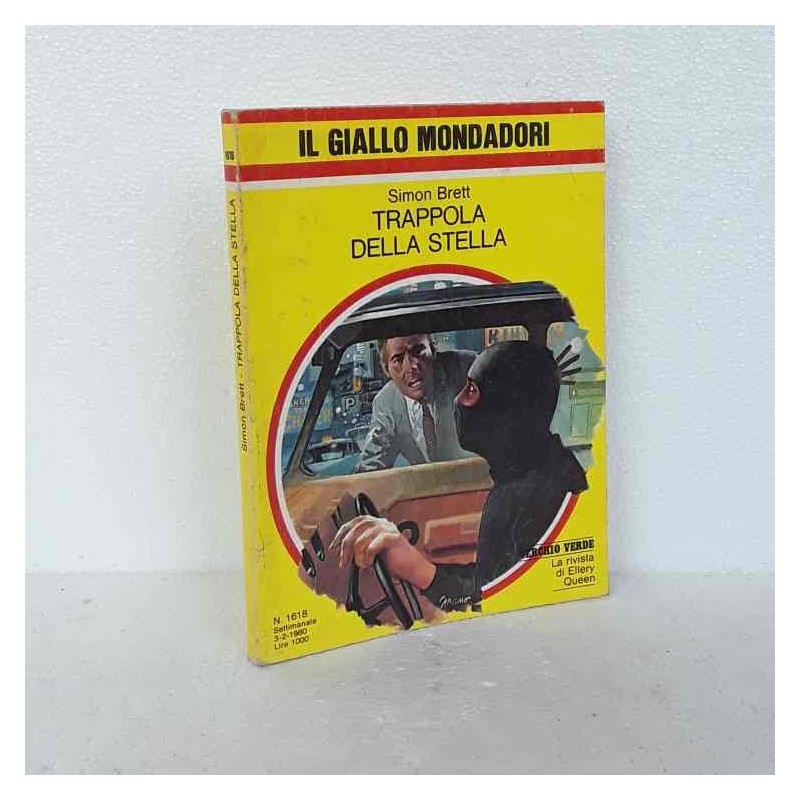 IL GIALLO MONDADORI
Simon Brett
TRAPPOLA
DELLA STELLA
CERCHIO VERDE
La rivista
di Ellery
Queen
N. 1618
Settimanale
3-2-1980
Lire 1000
Simon Brett - TRAPPOLA DELLA STELLA